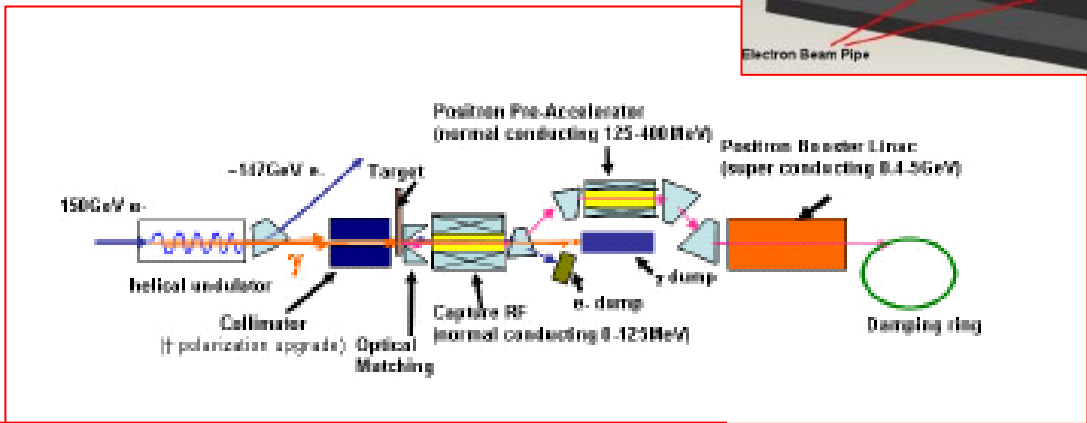 Electron Beam Pipe
Positron Pre-Accelerator
(normal conducting 125-400MeV)
Positron Booster Linac
(super conducting 0.4-5GeV)
~147GeV e-
Target
150GeV e-
γ
helical undulator
γ dump
e- dump
Collimator
(† polarization upgrade)
Optical
Matching
Capture RF
(normal conducting 0-125MeV)
Damping ring